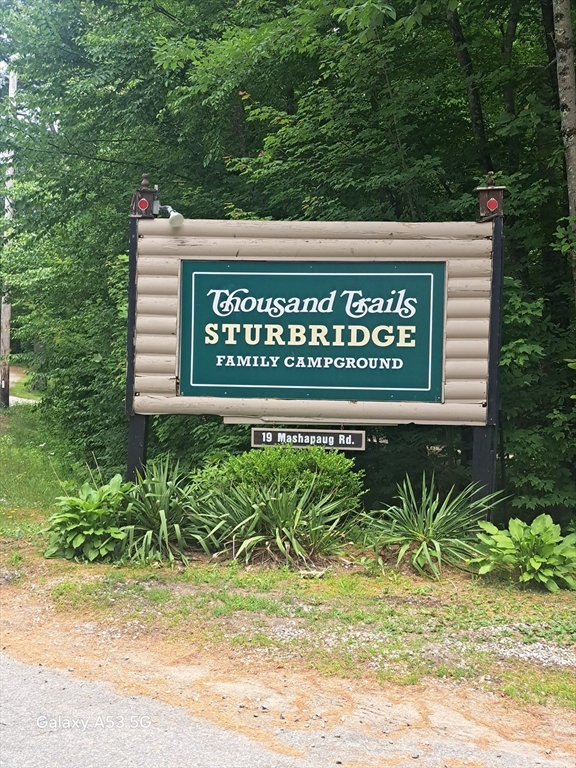 Thousand Trails
STURBRIDGE
FAMILY CAMPGROUND
19 Mashapaug Rd.
Galaxy A53 5G